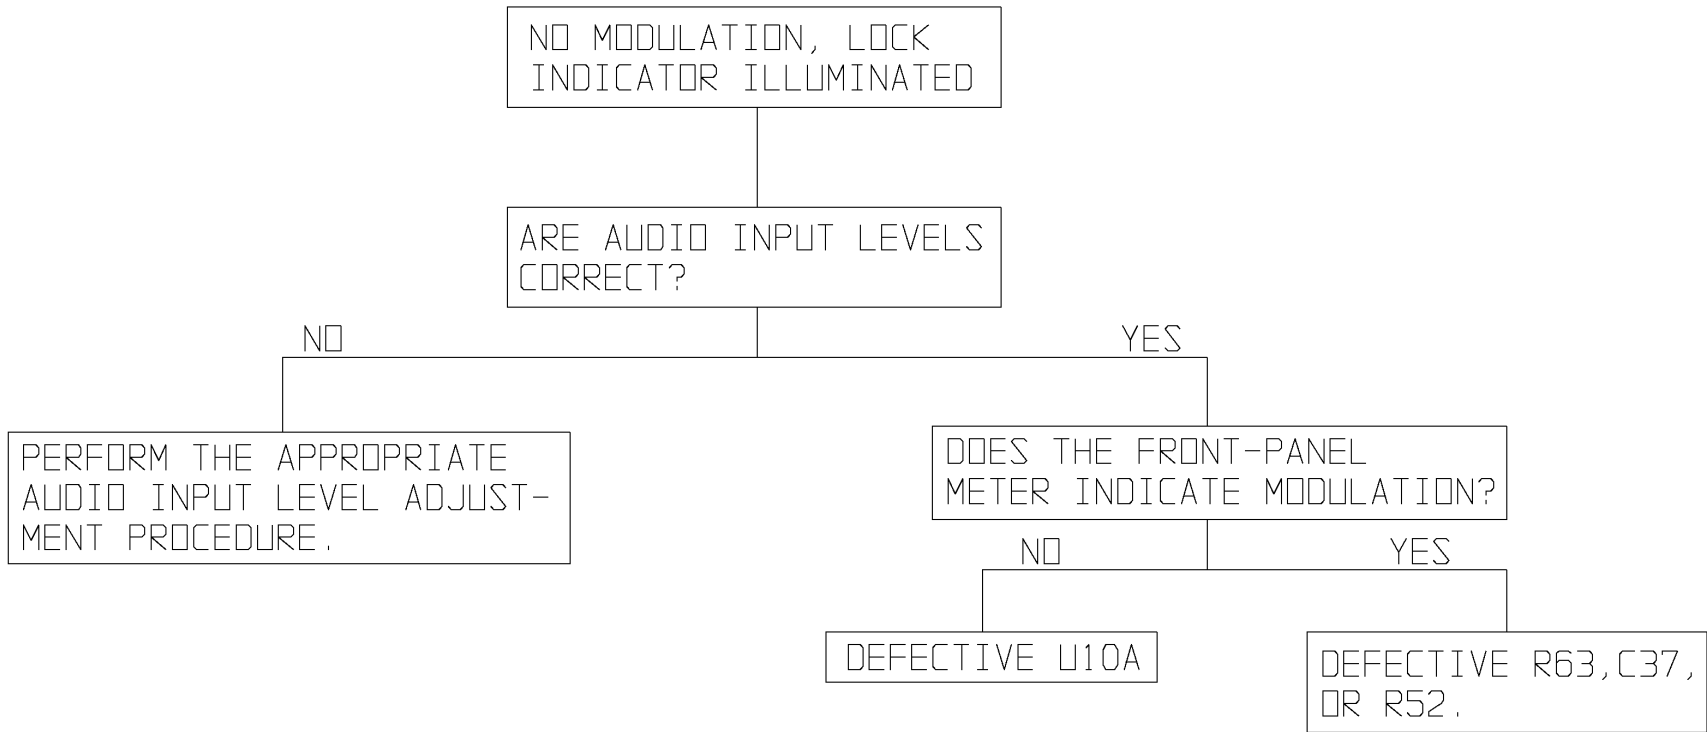 NO MODULATION, LOCK
INDICATOR ILLUMINATED
ARE AUDIO INPUT LEVELS
CORRECT?
NO
YES
PERFORM THE APPROPRIATE
AUDIO INPUT LEVEL ADJUST-
MENT PROCEDURE.
DOES THE FRONT-PANEL
METER INDICATE MODULATION?
NO
YES
DEFECTIVE U10A
DEFECTIVE R63,C37,
OR R52.